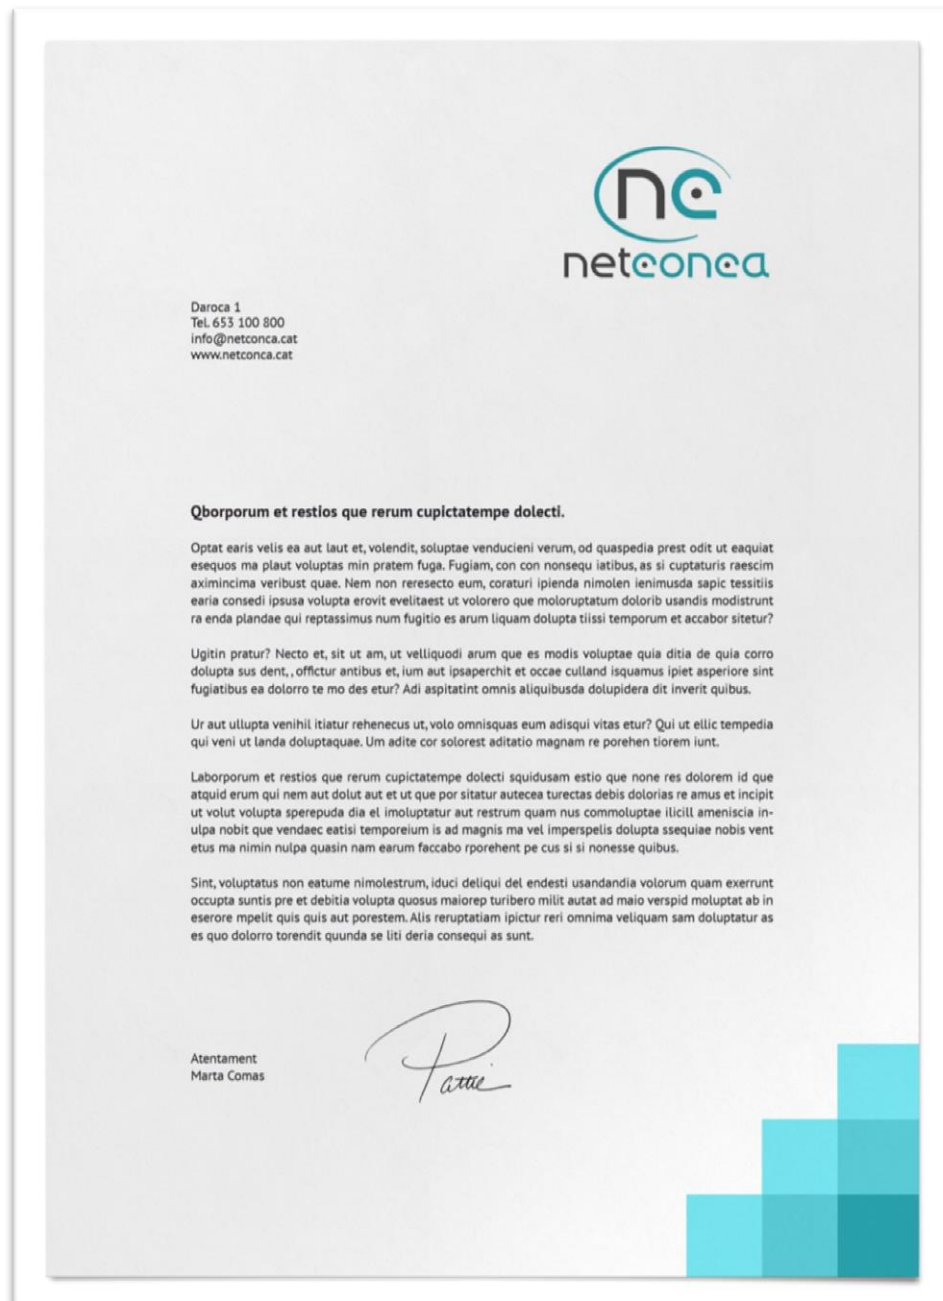 nc
netconca
Daroca 1
Tel. 653 100 800
info@netconca.cat
www.netconca.cat
Qborporum et restios que rerum cupictatempe dolecti.
Optat earis velis ea aut laut et, volendit, soluptae venducieni verum, od quaspedia prest odit ut eaquiat
esequos ma plaut voluptas min pratem fuga. Fugiam, con con nonsequ iatibus, as si cuptaturis raescim
aximincima veribust quae. Nem non reresecto eum, coraturi ipienda nimolen ienimusda sapic tessitiis
earia consedi ipsusa volupta erovit evelitaest ut volorero que moloruptatum dolorib usandis modistrunt
ra enda plandae qui reptassimus num fugitio es arum liquam dolupta tiissi temporum et accabor sitetur?
Ugitin pratur? Necto et, sit ut am, ut velliquodi arum que es modis voluptae quia ditia de quia corro
dolupta sus dent, , offictur antibus et, ium aut ipsaperchit et occae culland isquamus ipiet asperiore sint
fugiatibus ea dolorro te mo des etur? Adi aspitatint omnis aliquibusda dolupidera dit inverit quibus.
Ur aut ullupta venihil itiatur rehenecus ut, volo omnisquas eum adisqui vitas etur? Qui ut ellic tempedia
qui veni ut landa doluptaquae. Um adite cor solorest aditatio magnam re porehen tiorem iunt.
Laborporum et restios que rerum cupictatempe dolecti squidusam estio que none res dolorem id que
atquid erum qui nem aut dolut aut et ut que por sitatur autecea turectas debis dolorias re amus et incipit
ut volut volupta sperepuda dia el imoluptatur aut restrum quam nus commoluptae ilicill ameniscia in-
ulpa nobit que vendaec eatisi temporeium is ad magnis ma vel imperspelis dolupta ssequiae nobis vent
etus ma nimin nulpa quasin nam earum faccabo rporehent pe cus si si nonesse quibus.
Sint, voluptatus non eatume nimolestrum, iduci deliqui del endesti usandandia volorum quam exerrunt
occupta suntis pre et debitia volupta quosus maiorep turibero milit autat ad maio verspid moluptat ab in
eserore mpelit quis quis aut porestem. Alis reruptatiam ipictur reri omnima veliquam sam doluptatur as
es quo dolorro torendit quunda se liti deria consequi as sunt.
Atentament
Marta Comas
Pattie